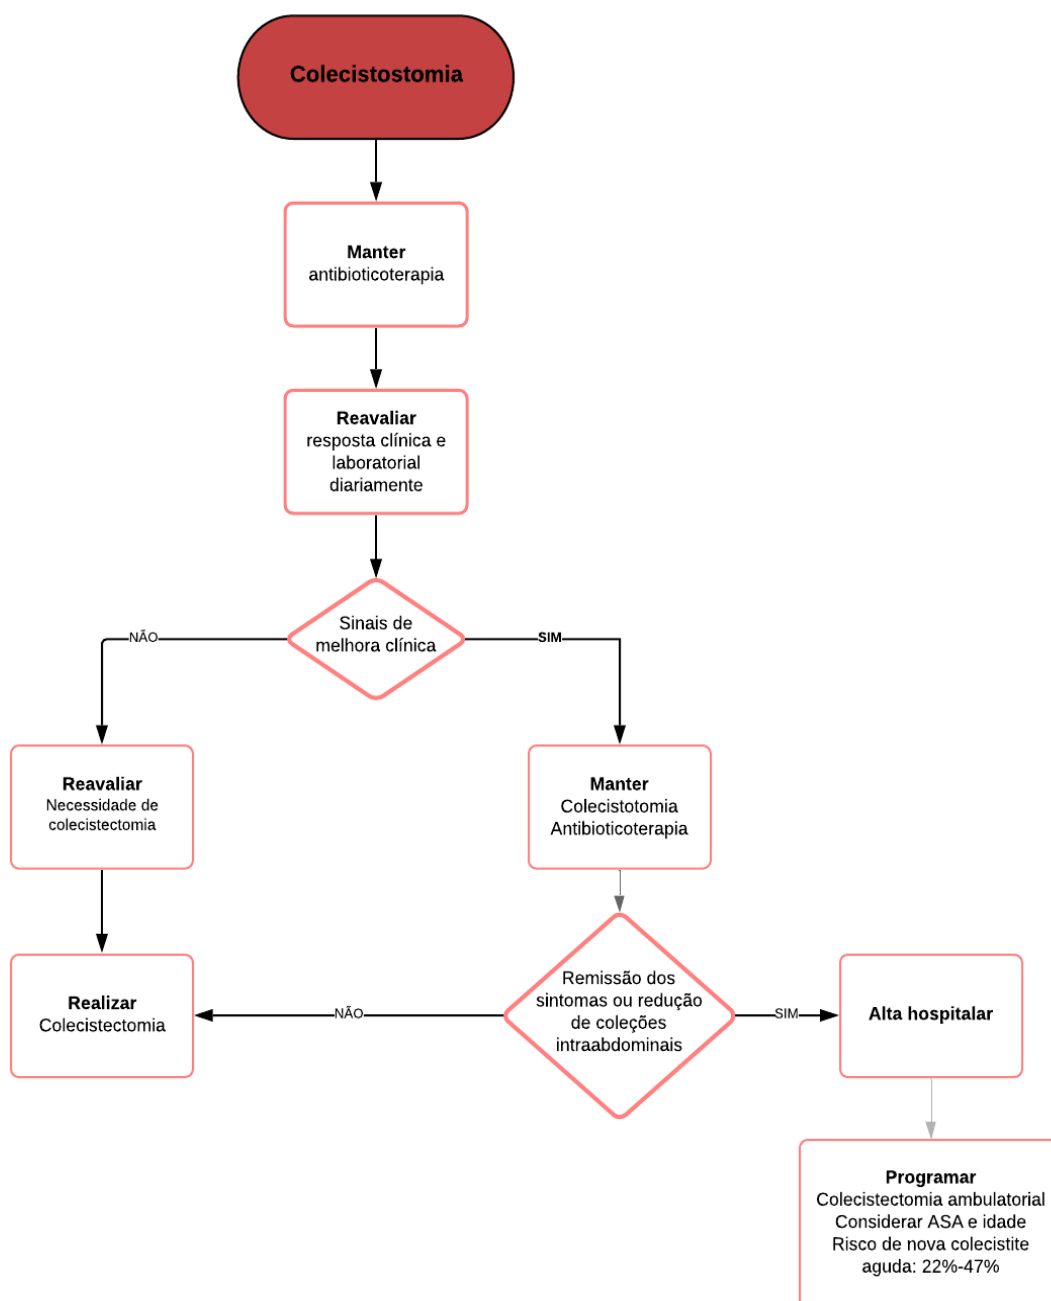 Colecistostomia
Manter
antibioticoterapia
Reavaliar
resposta clínica e
laboratorial
diariamente
Sinais de
melhora clínica
NÃO
SIM
Reavaliar
Necessidade de
colecistectomia
Manter
Colecistotomia
Antibioticoterapia
Realizar
Colecistectomia
NÃO
Remissão dos
sintomas ou redução
de coleções
intraabdominais
SIM
Alta hospitalar
Programar
Colecistectomia ambulatorial
Considerar ASA e idade
Risco de nova colecistite
aguda: 22%-47%